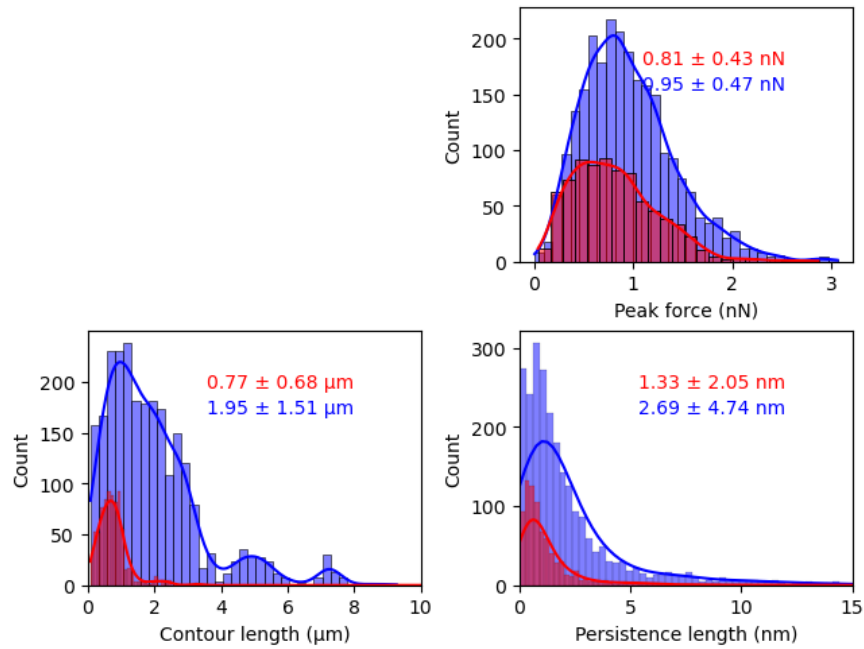 200
150
100
50
0
Count
0.81 ± 0.43 nN
0.95 ± 0.47 nN
0
1
2
3
Peak force (nN)
200
150
100
50
0
Count
0.77 ± 0.68 μm
1.95 ± 1.51 μm
0
2
4
6
8
10
Contour length (μm)
300
200
100
0
Count
1.33 ± 2.05 nm
2.69 ± 4.74 nm
0
5
10
15
Persistence length (nm)